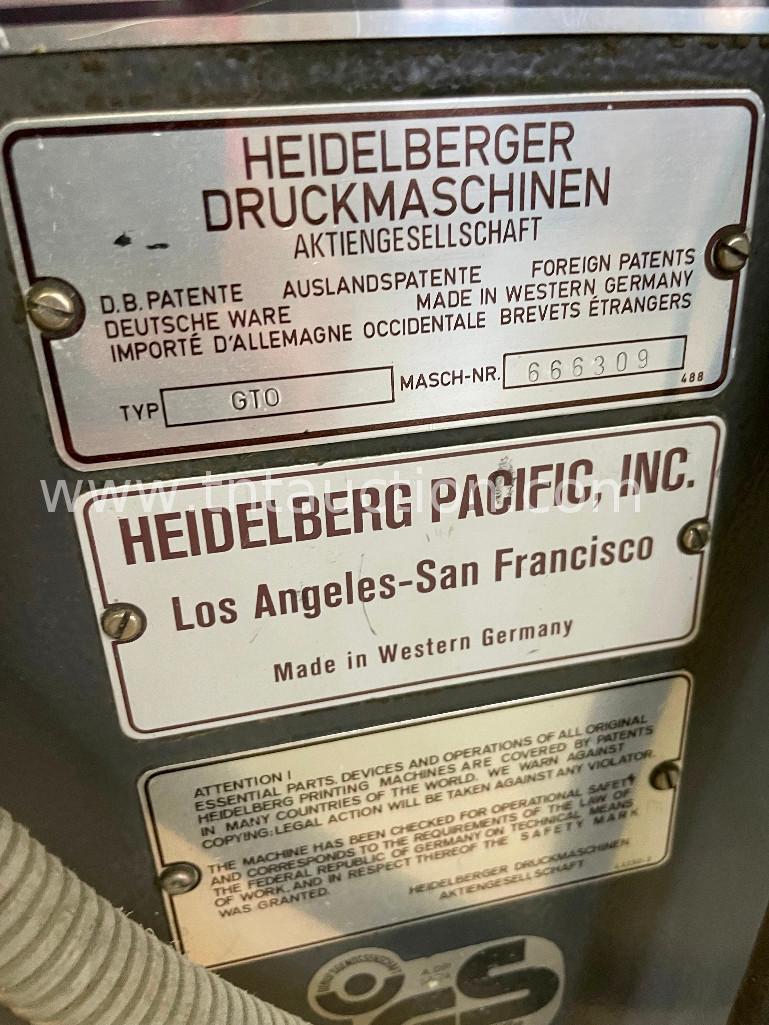 HEIDELBERGER
DRUCKMASCHINEN
AKTIENGESELLSCHAFT
D.B.PATENTE AUSLANDSPATENTE FOREIGN PATENTS
DEUTSCHE WARE MADE IN WESTERN GERMANY
IMPORTÉ D'ALLEMAGNE OCCIDENTALE BREVETS ÉTRANGERS
TYP GTO MASCH-NR. 666309
488
www.tntauction.com
HEIDELBERG PACIFIC, INC.
Los Angeles-San Francisco
Made in Western Germany
ATTENTION !
ESSENTIAL PARTS, DEVICES AND OPERATIONS OF ALL ORIGINAL
HEIDELBERG PRINTING MACHINES ARE COVERED BY PATENTS
IN MANY COUNTRIES OF THE WORLD. WE WARN AGAINST
COPYING: LEGAL ACTION WILL BE TAKEN AGAINST ANY VIOLATOR.
THE MACHINE HAS BEEN CHECKED FOR OPERATIONAL SAFETY
AND CORRESPONDS TO THE REQUIREMENTS OF THE LAW OF
THE FEDERAL REPUBLIC OF GERMANY ON TECHNICAL MEANS
OF WORK, AND IN RESPECT THEREOF THE SAFETY MARK
WAS GRANTED.
HEIDELBERGER DRUCKMASCHINEN
AKTIENGESELLSCHAFT
GS